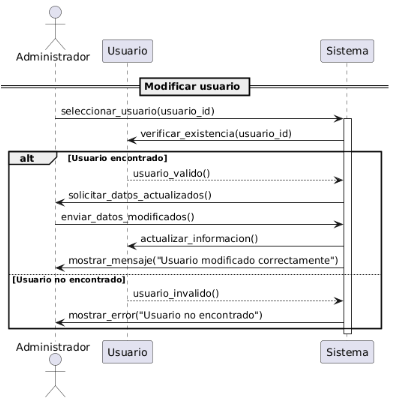 Administrador
Usuario
Sistema
Modificar usuario
seleccionar_usuario(usuario_id)
verificar_existencia(usuario_id)
alt
[Usuario encontrado]
usuario_valido()
solicitar_datos_actualizados()
enviar_datos_modificados()
actualizar_informacion()
mostrar_mensaje("Usuario modificado correctamente")
[Usuario no encontrado]
usuario_invalido()
mostrar_error("Usuario no encontrado")
Administrador
Usuario
Sistema